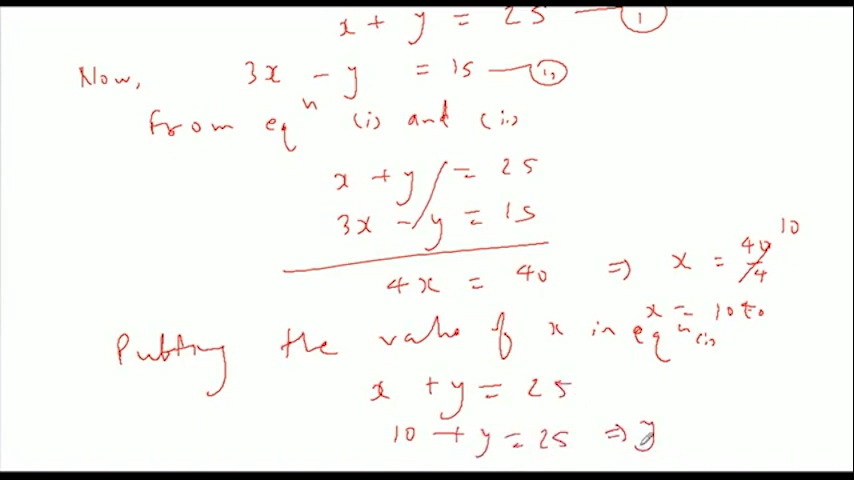 x + y = 25 — (i)
Now, 3x - y = 15 — (ii)
From eqⁿ (i) and (ii)
x + y = 25
3x - y = 15
4x = 40 ⇒ x = 40/4 10
x = 10
Putting the value of x in eqⁿ (i)
x + y = 25
10 + y = 25 ⇒ y